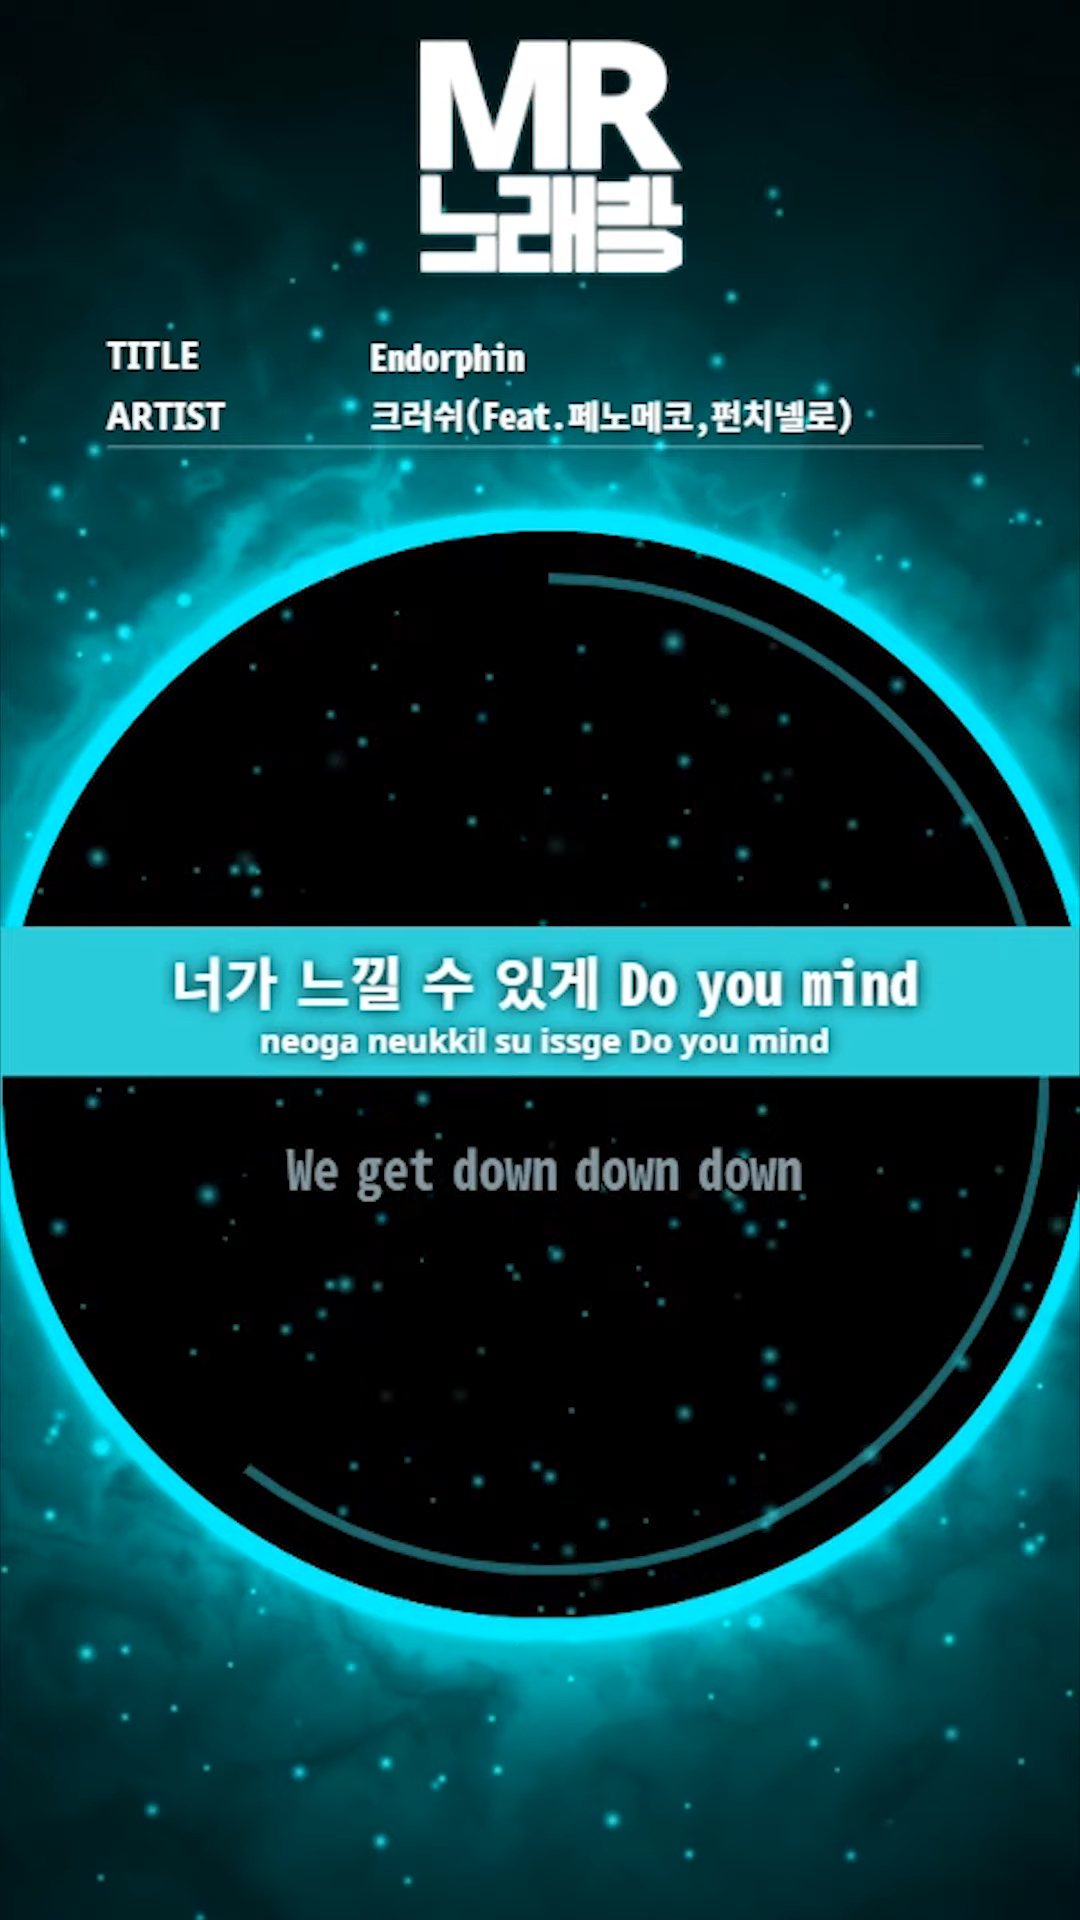 MR
노래방
TITLE Endorphin
ARTIST 크러쉬(Feat.페노메코,펀치넬로)
너가 느낄 수 있게 Do you mind
neoga neukkil su issge Do you mind
We get down down down